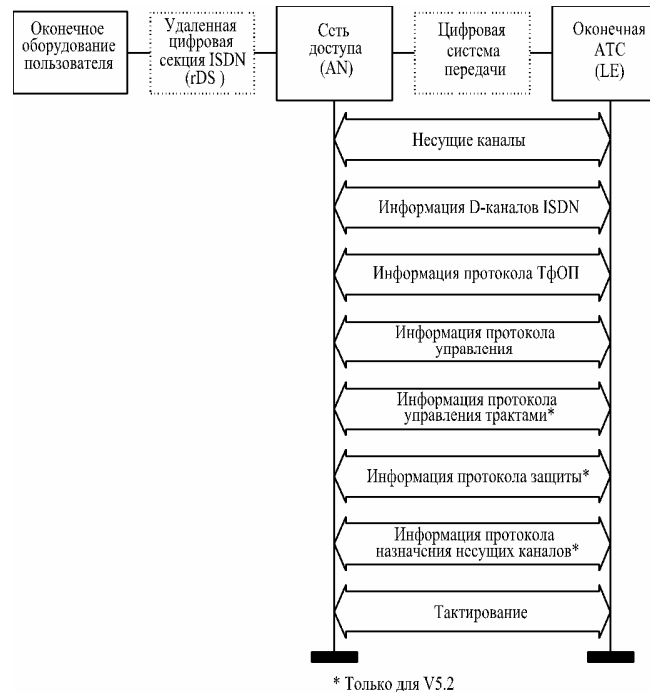 Оконечное
оборудование
пользователя
Удаленная
цифровая
секция ISDN
(rDS )
Ссть
доступа
(AN)
Цифровая
система
передачи
Оконечная
АТС
(LE)
Несущие каналы
Информация D-каналов ISDN
Информация протокола ТфОП
Информация протокола
управления
Информация протокола
управления трактами*
Информация протокола защиты*
Информация протокола
назначения несущих каналов*
Тактирование
* Только для V5.2